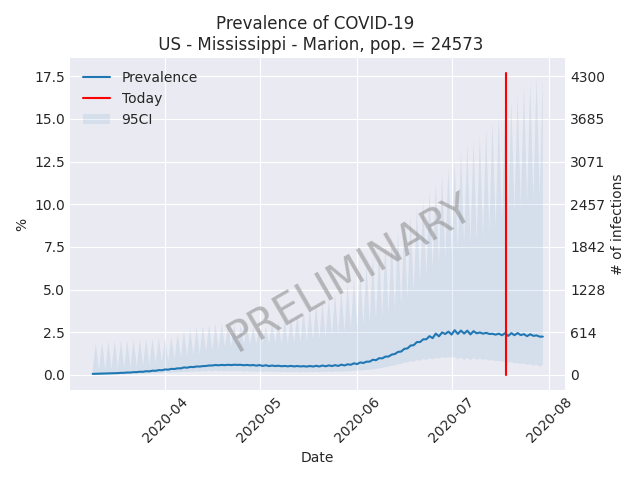 Prevalence of COVID-19
US - Mississippi - Marion, pop. = 24573
Prevalence
Today
95CI
PRELIMINARY
%
17.5
15.0
12.5
10.0
7.5
5.0
2.5
0.0
4300
3685
3071
2457
1842
1228
614
0
# of infections
2020-04
2020-05
2020-06
2020-07
2020-08
Date